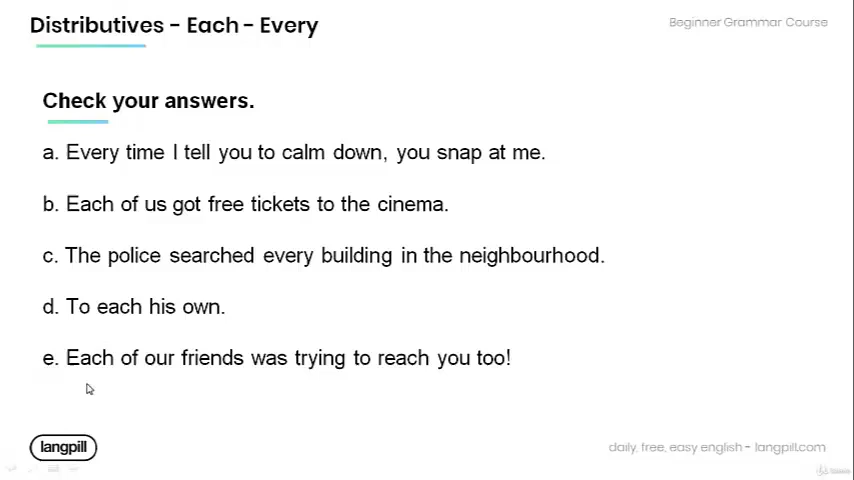 Distributives - Each - Every
Beginner Grammar Course
Check your answers.
a. Every time I tell you to calm down, you snap at me.
b. Each of us got free tickets to the cinema.
c. The police searched every building in the neighbourhood.
d. To each his own.
e. Each of our friends was trying to reach you too!
langpill
daily, free, easy english - langpill.com